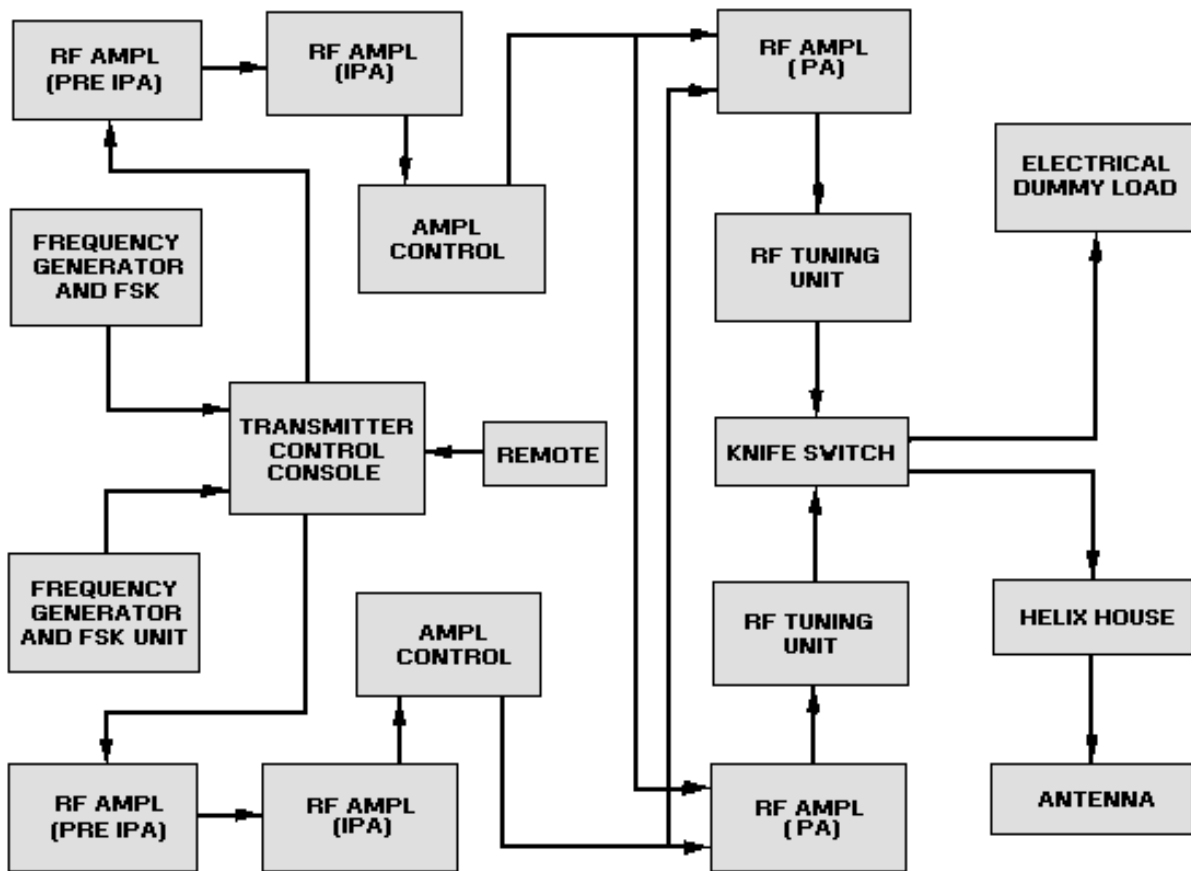 RF AMPL
(PRE IPA)
RF AMPL
(IPA)
RF AMPL
( PA)
AMPL
CONTROL
ELECTRICAL
DUMMY LOAD
FREQUENCY
GENERATOR
AND FSK
RF TUNING
UNIT
TRANSMITTER
CONTROL
CONSOLE
REMOTE
KNIFE SWITCH
FREQUENCY
GENERATOR
AND FSK UNIT
AMPL
CONTROL
RF TUNING
UNIT
HELIX HOUSE
RF AMPL
(PRE IPA)
RF AMPL
(IPA)
RF AMPL
( PA)
ANTENNA